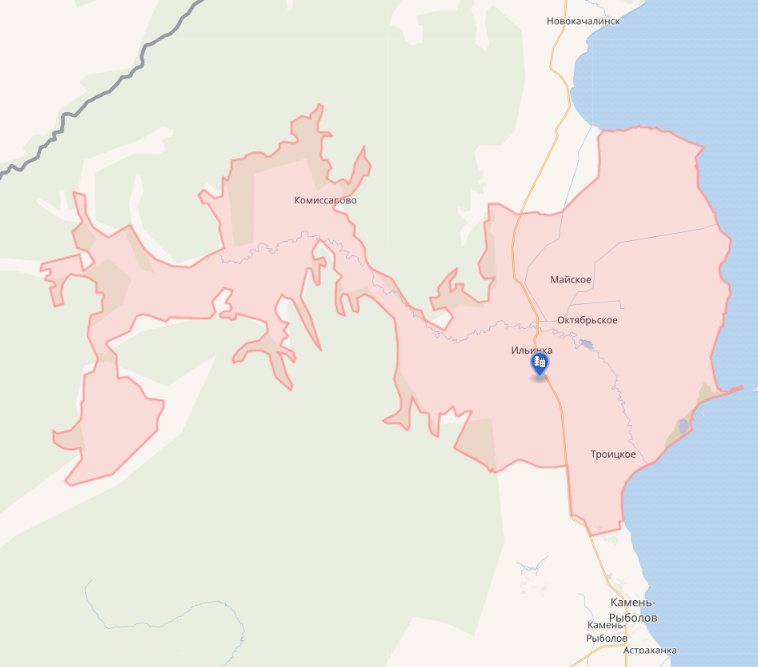 Новокачалинск
Комиссарово
Майское
Октябрьское
Ильинка
Троицкое
Камень-
Рыболов
Камень-
Рыболов
Астраханка